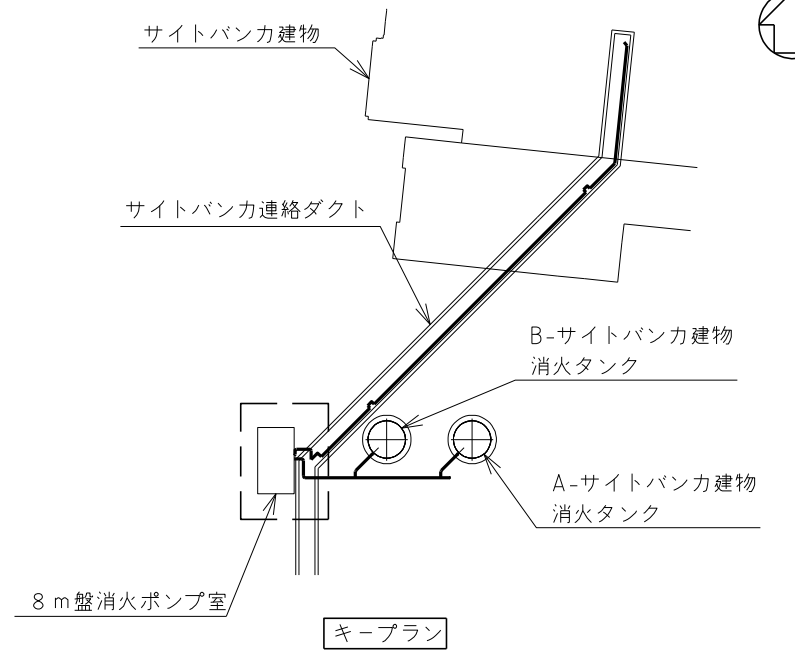 サイトバンカ建物
サイトバンカ連絡ダクト
B-サイトバンカ建物
消火タンク
A-サイトバンカ建物
消火タンク
8m盤消火ポンプ室
キープラン